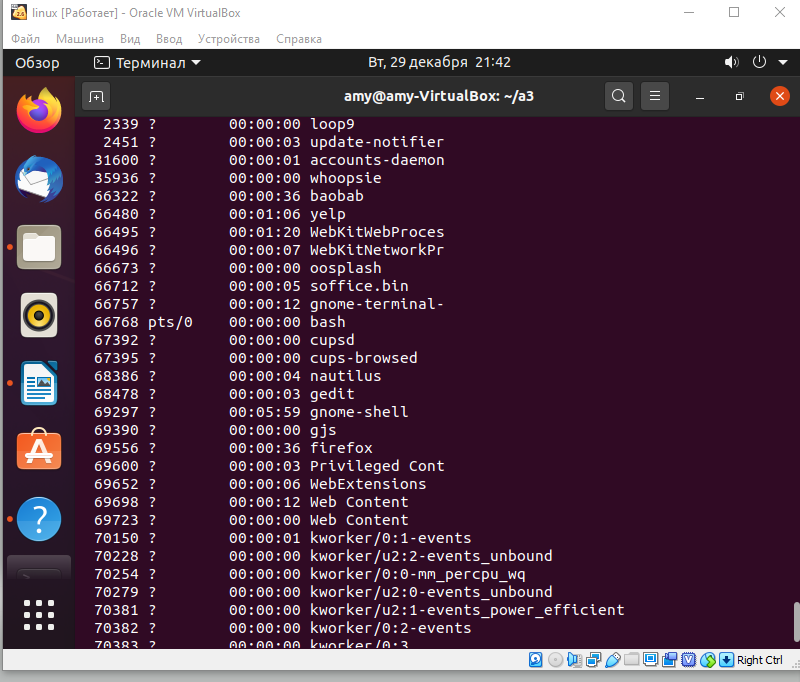 linux [Работает] - Oracle VM VirtualBox
Файл Машина Вид Ввод Устройства Справка
Обзор Терминал Вт, 29 декабря 21:42
amy@amy-VirtualBox: ~/a3
2339 ? 00:00:00 loop9
2451 ? 00:00:03 update-notifier
31600 ? 00:00:01 accounts-daemon
35936 ? 00:00:00 whoopsie
66322 ? 00:00:36 baobab
66480 ? 00:01:06 yelp
66495 ? 00:01:20 WebKitWebProces
66496 ? 00:00:07 WebKitNetworkPr
66673 ? 00:00:00 oosplash
66712 ? 00:00:05 soffice.bin
66757 ? 00:00:12 gnome-terminal-
66768 pts/0 00:00:00 bash
67392 ? 00:00:00 cupsd
67395 ? 00:00:00 cups-browsed
68386 ? 00:00:04 nautilus
68478 ? 00:00:03 gedit
69297 ? 00:05:59 gnome-shell
69390 ? 00:00:00 gjs
69556 ? 00:00:36 firefox
69600 ? 00:00:03 Privileged Cont
69652 ? 00:00:06 WebExtensions
69698 ? 00:00:12 Web Content
69723 ? 00:00:00 Web Content
70150 ? 00:00:01 kworker/0:1-events
70228 ? 00:00:00 kworker/u2:2-events_unbound
70254 ? 00:00:00 kworker/0:0-mm_percpu_wq
70279 ? 00:00:00 kworker/u2:0-events_unbound
70381 ? 00:00:00 kworker/u2:1-events_power_efficient
70382 ? 00:00:00 kworker/0:2-events
70383 ? 00:00:00 kworker/0:3
Right Ctrl